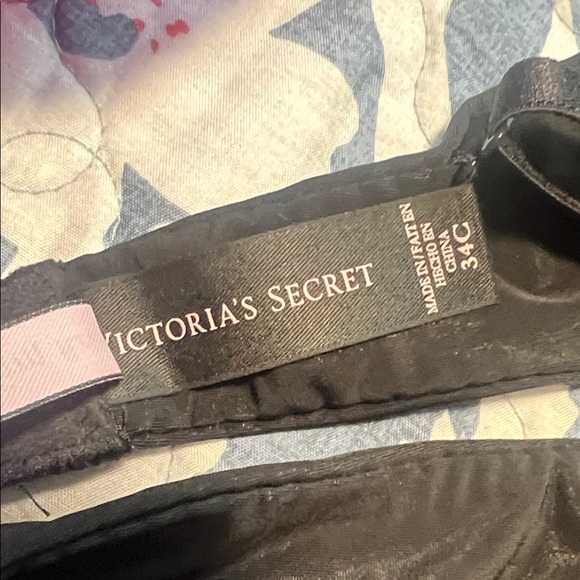 VICTORIA'S SECRET
MADE IN / FAIT EN
HECHO EN
CHINA
34C